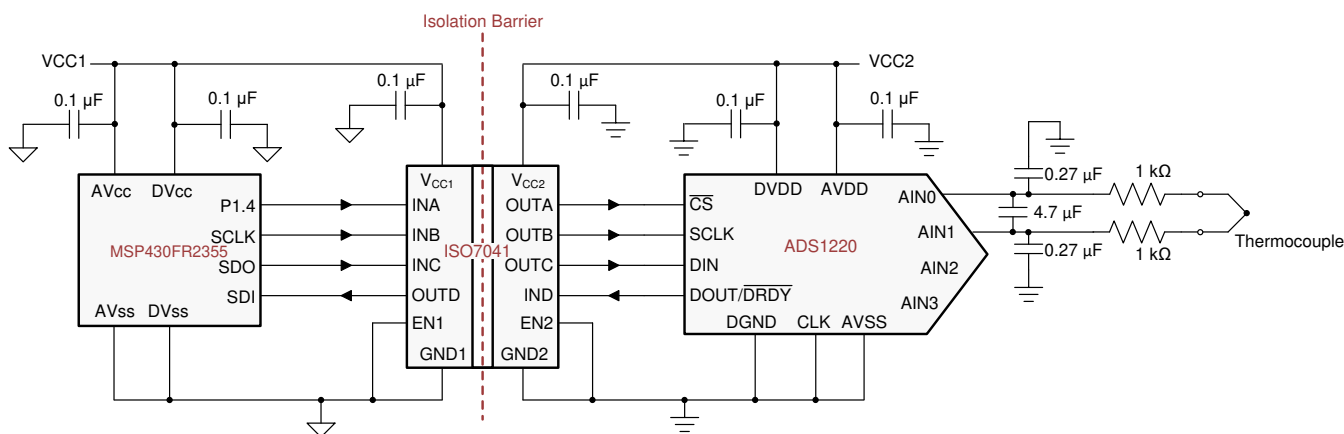 Isolation Barrier
VCC1
VCC2
0.1 µF
0.1 µF
0.1 µF
0.1 µF
0.1 µF
0.1 µF
AVcc
DVcc
P1.4
SCLK
MSP430FR2355
SDO
SDI
AVss
DVss
VCC1
INA
INB
INC
OUTD
EN1
GND1
ISO7041
VCC2
OUTA
OUTB
OUTC
IND
EN2
GND2
DVDD
AVDD
CS
SCLK
DIN
DOUT/DRDY
ADS1220
AIN0
AIN1
AIN2
AIN3
DGND
CLK
AVSS
0.27 µF
4.7 µF
0.27 µF
1 kΩ
1 kΩ
Thermocouple